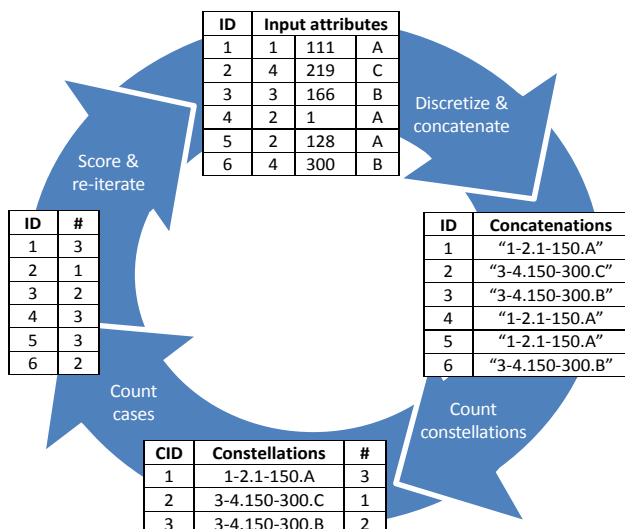 ID Input attributes
1 1 111 A
2 4 219 C
3 3 166 B
4 2 1 A
5 2 128 A
6 4 300 B
Discretize &
concatenate
ID Concatenations
1 “1-2.1-150.A”
2 “3-4.150-300.C”
3 “3-4.150-300.B”
4 “1-2.1-150.A”
5 “1-2.1-150.A”
6 “3-4.150-300.B”
Count
constellations
CID Constellations #
1 1-2.1-150.A 3
2 3-4.150-300.C 1
3 3-4.150-300.B 2
Count
cases
ID #
1 3
2 1
3 2
4 3
5 3
6 2
Score &
re-iterate